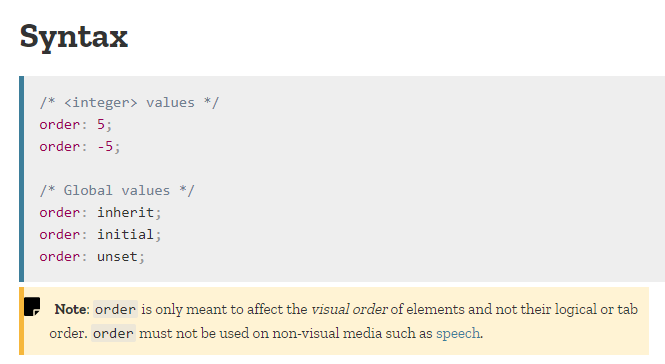 Syntax
/* <integer> values */
order: 5;
order: -5;
/* Global values */
order: inherit;
order: initial;
order: unset;
Note: order is only meant to affect the visual order of elements and not their logical or tab
order. order must not be used on non-visual media such as speech.